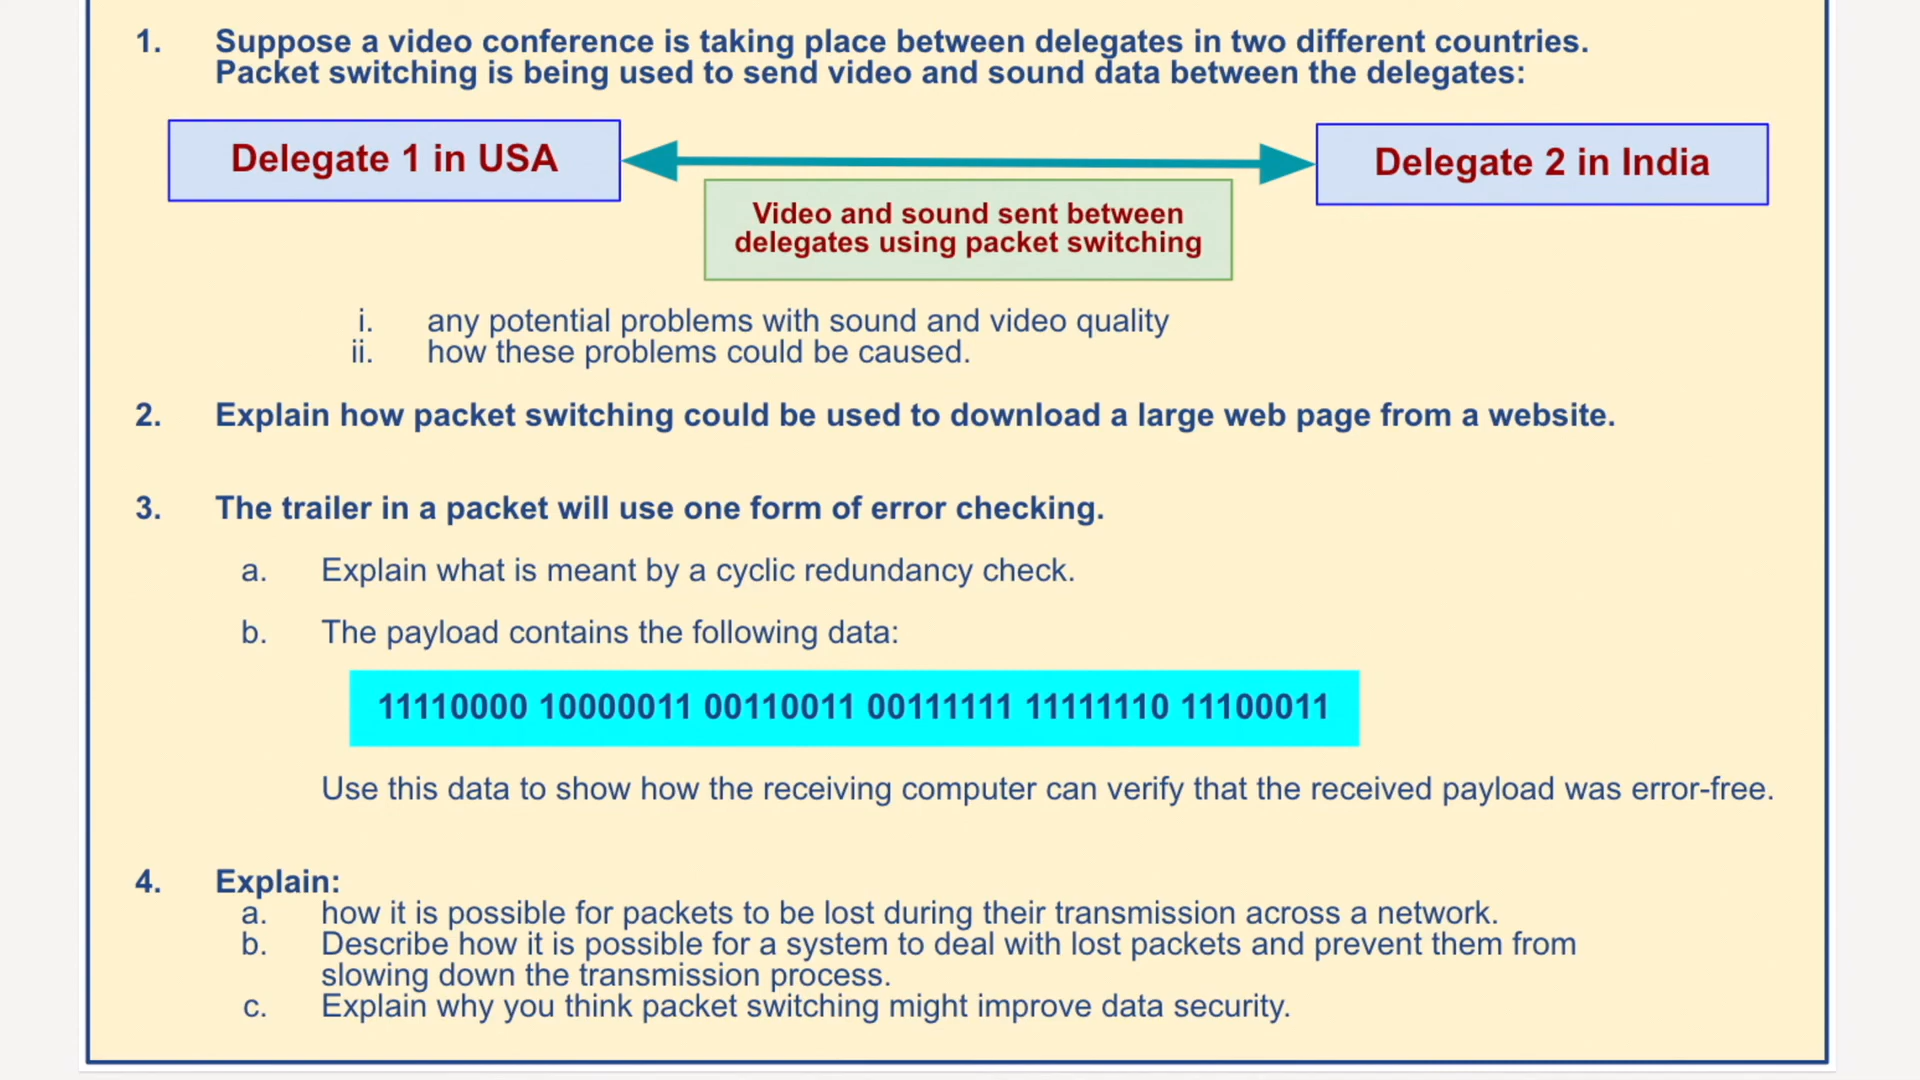 1. Suppose a video conference is taking place between delegates in two different countries.
Packet switching is being used to send video and sound data between the delegates:
Delegate 1 in USA
Delegate 2 in India
Video and sound sent between
delegates using packet switching
i. any potential problems with sound and video quality
ii. how these problems could be caused.
2. Explain how packet switching could be used to download a large web page from a website.
3. The trailer in a packet will use one form of error checking.
a. Explain what is meant by a cyclic redundancy check.
b. The payload contains the following data:
11110000 10000011 00110011 00111111 11111110 11100011
Use this data to show how the receiving computer can verify that the received payload was error-free.
4. Explain:
a. how it is possible for packets to be lost during their transmission across a network.
b. Describe how it is possible for a system to deal with lost packets and prevent them from
slowing down the transmission process.
c. Explain why you think packet switching might improve data security.